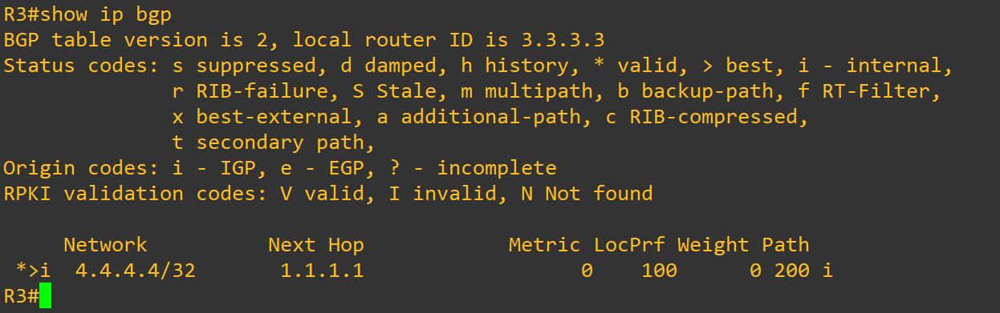 R3#show ip bgp
BGP table version is 2, local router ID is 3.3.3.3
Status codes: s suppressed, d damped, h history, * valid, > best, i - internal,
              r RIB-failure, S Stale, m multipath, b backup-path, f RT-Filter,
              x best-external, a additional-path, c RIB-compressed,
              t secondary path,
Origin codes: i - IGP, e - EGP, ? - incomplete
RPKI validation codes: V valid, I invalid, N Not found

     Network          Next Hop            Metric LocPrf Weight Path
 *>i  4.4.4.4/32       1.1.1.1                  0    100      0 200 i
R3#